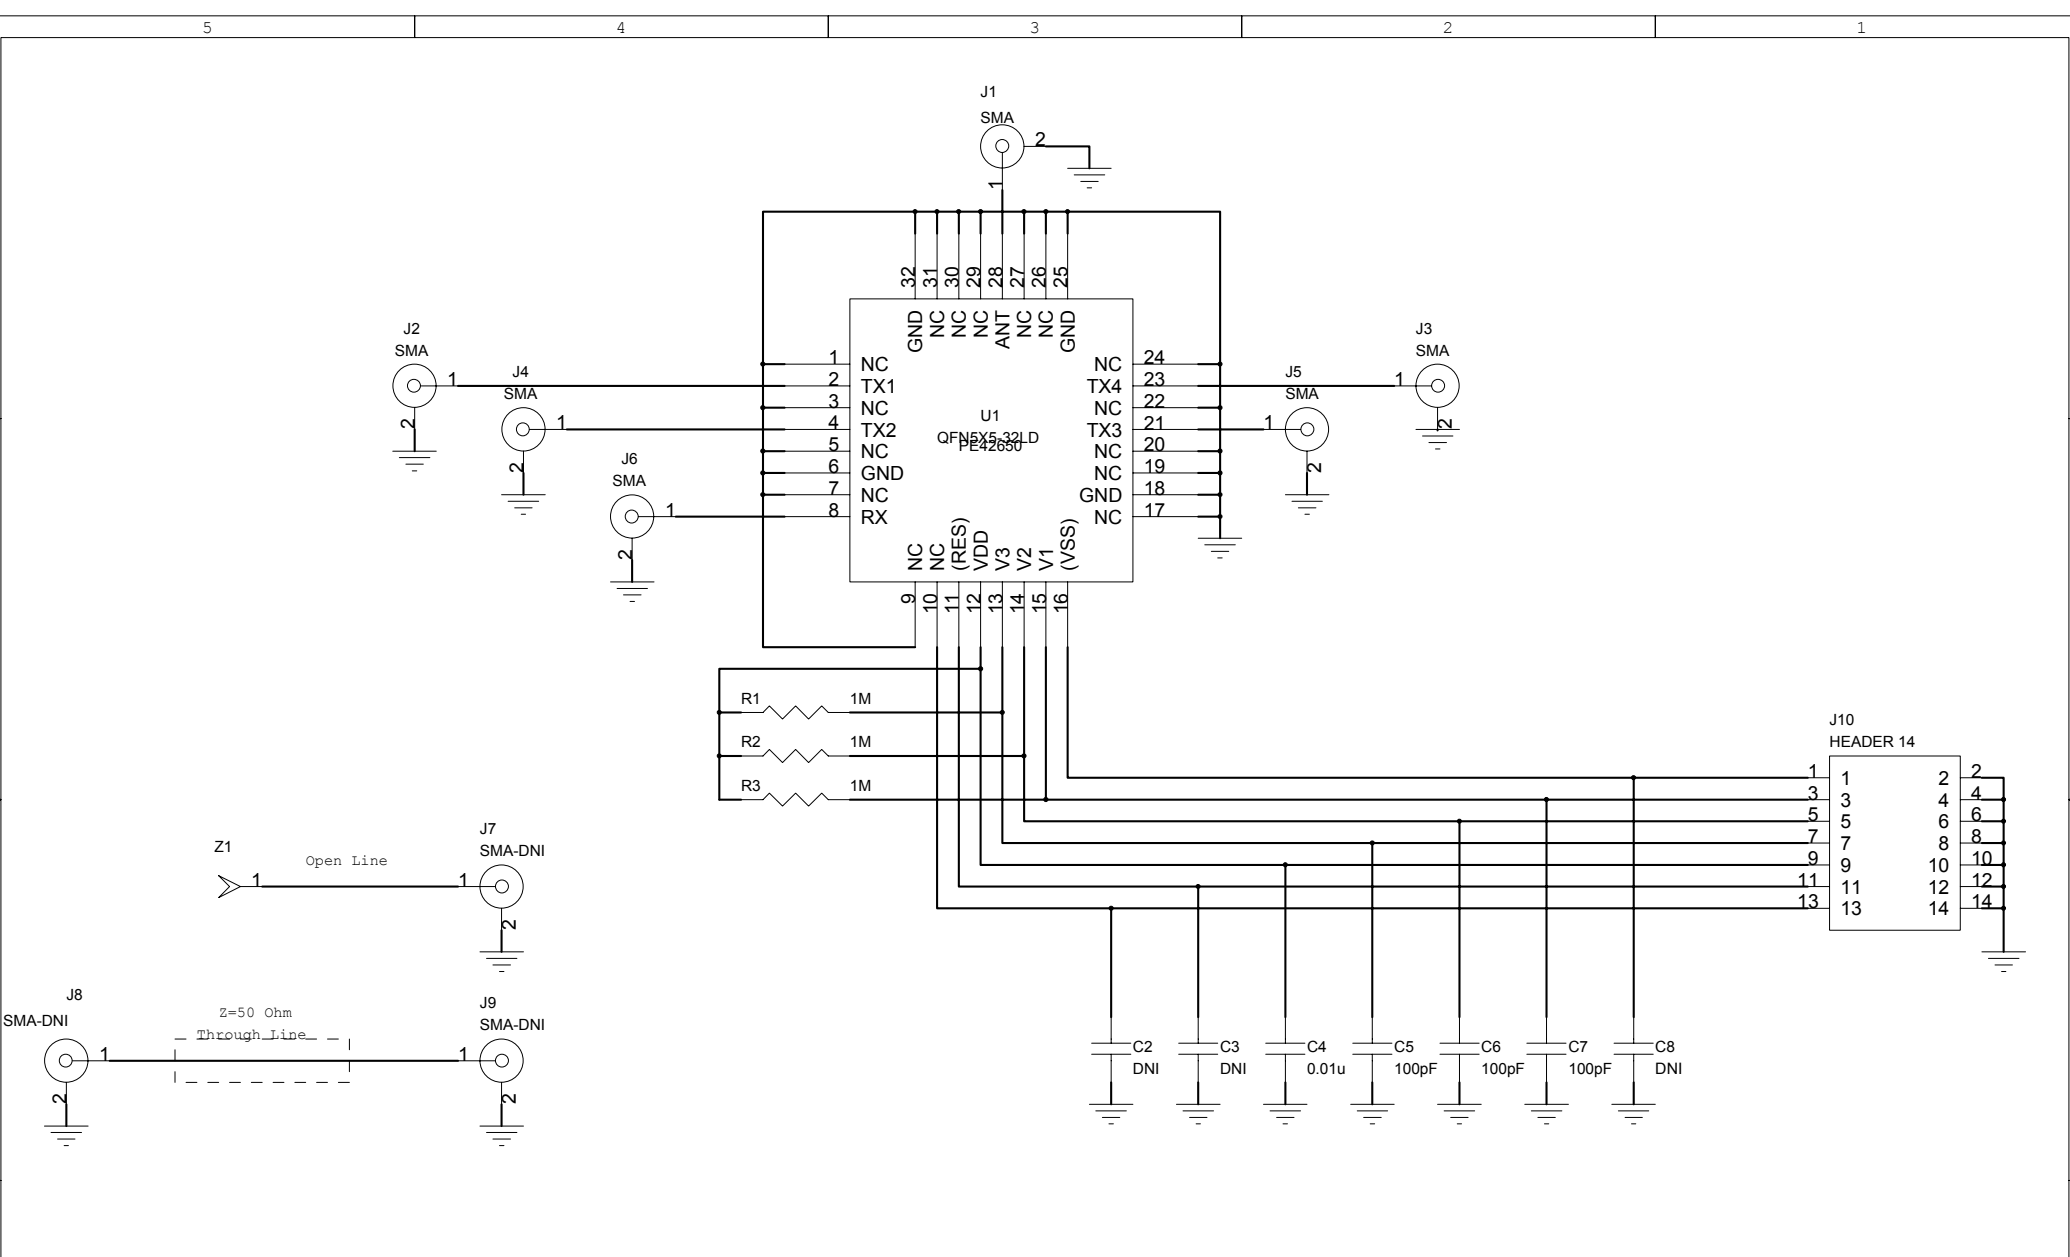 5 4 3 2 1
J1
SMA
2
1
32 31 30 29 28 27 26 25
GND NC NC NC ANT NC NC GND
J2
SMA
1
2
J4
SMA
1
2
J6
SMA
1
2
1 NC
2 TX1
3 NC
4 TX2
5 NC
6 GND
7 NC
8 RX
U1
QFN5X5-32LD
PE42650
NC 24
TX4 23
NC 22
TX3 21
NC 20
NC 19
GND 18
NC 17
J3
SMA
1
2
J5
SMA
1
2
NC NC (RES) VDD V3 V2 V1 (VSS)
9 10 11 12 13 14 15 16
R1 1M
R2 1M
R3 1M
J10
HEADER 14
1 1 2 2
3 3 4 4
5 5 6 6
7 7 8 8
9 9 10 10
11 11 12 12
13 13 14 14
Z1
1
Open Line
J7
SMA-DNI
1
2
J8
SMA-DNI
1
2
Z=50 Ohm
Through Line
J9
SMA-DNI
1
2
C2
DNI
C3
DNI
C4
0.01u
C5
100pF
C6
100pF
C7
100pF
C8
DNI